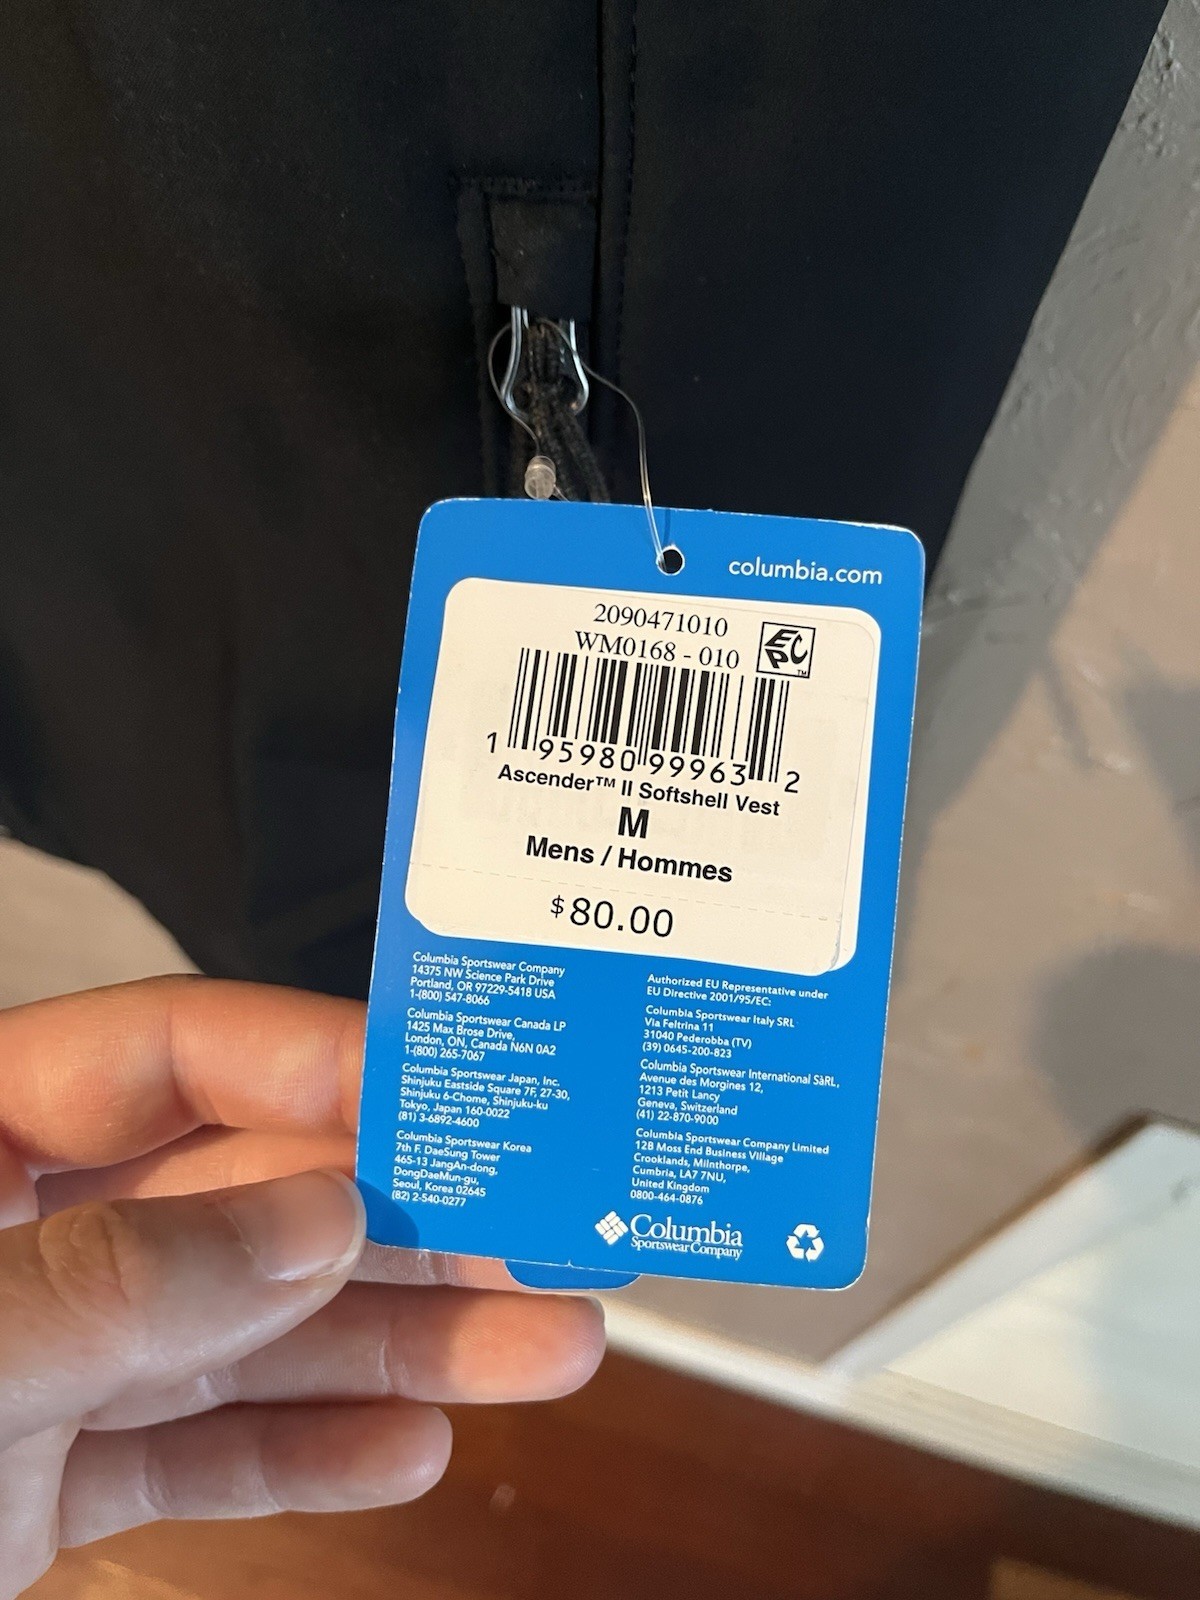 columbia.com
2090471010
WM0168 - 010
EPC™
1 95980 99963 2
Ascender™ II Softshell Vest
M
Mens / Hommes
$80.00
Columbia Sportswear Company
14375 NW Science Park Drive
Portland, OR 97229-5418 USA
1-(800) 547-8066
Columbia Sportswear Canada LP
1425 Max Brose Drive,
London, ON, Canada N6N 0A2
1-(800) 265-7067
Columbia Sportswear Japan, Inc.
Shinjuku Eastside Square 7F, 27-30,
Shinjuku 6-Chome, Shinjuku-ku
Tokyo, Japan 160-0022
(81) 3-6892-4600
Columbia Sportswear Korea
7th F. DaeSung Tower
465-13 JangAn-dong,
DongDaeMun-gu,
Seoul, Korea 02645
(82) 2-540-0277
Authorized EU Representative under
EU Directive 2001/95/EC:
Columbia Sportswear Italy SRL
Via Feltrina 11
31040 Pederobba (TV)
(39) 0645-200-823
Columbia Sportswear International SàRL,
Avenue des Morgines 12,
1213 Petit Lancy
Geneva, Switzerland
(41) 22-870-9000
Columbia Sportswear Company Limited
12B Moss End Business Village
Crooklands, Milnthorpe,
Cumbria, LA7 7NU,
United Kingdom
0800-464-0876
Columbia
Sportswear Company